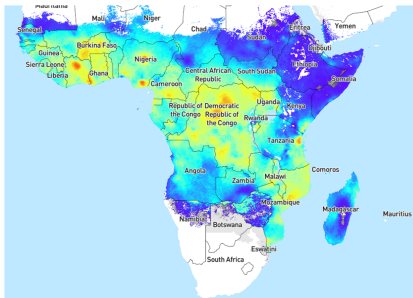 Mauritania
Mali
Niger
Senegal
Chad
Sudan
Eritrea
Yemen
Burkina Faso
Djibouti
Guinea
Nigeria
Ethiopia
Sierra Leone
Ghana
Central African
Republic
South Sudan
Somalia
Liberia
Cameroon
Republic of
the Congo
Democratic
Republic of
the Congo
Uganda
Kenya
Rwanda
Tanzania
Comoros
Angola
Malawi
Zambia
Mozambique
Madagascar
Mauritius
Namibia
Botswana
Eswatini
South Africa